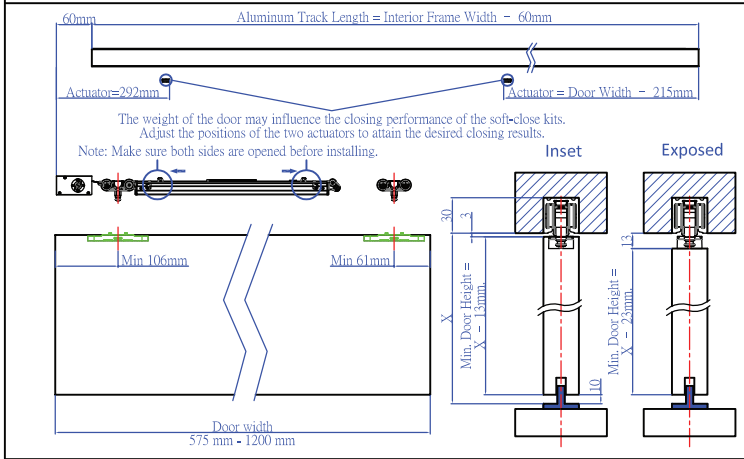 60mm
Aluminum Track Length = Interior Frame Width - 60mm
Actuator=292mm
Actuator = Door Width - 215mm
The weight of the door may influence the closing performance of the soft-close kits.
Adjust the positions of the two actuators to attain the desired closing results.
Note: Make sure both sides are opened before installing.
Inset
Exposed
30
3
13
Min 106mm
Min 61mm
X
Min. Door Height =
X - 13mm.
Min. Door Height =
X - 23mm.
10
Door width
575 mm - 1200 mm